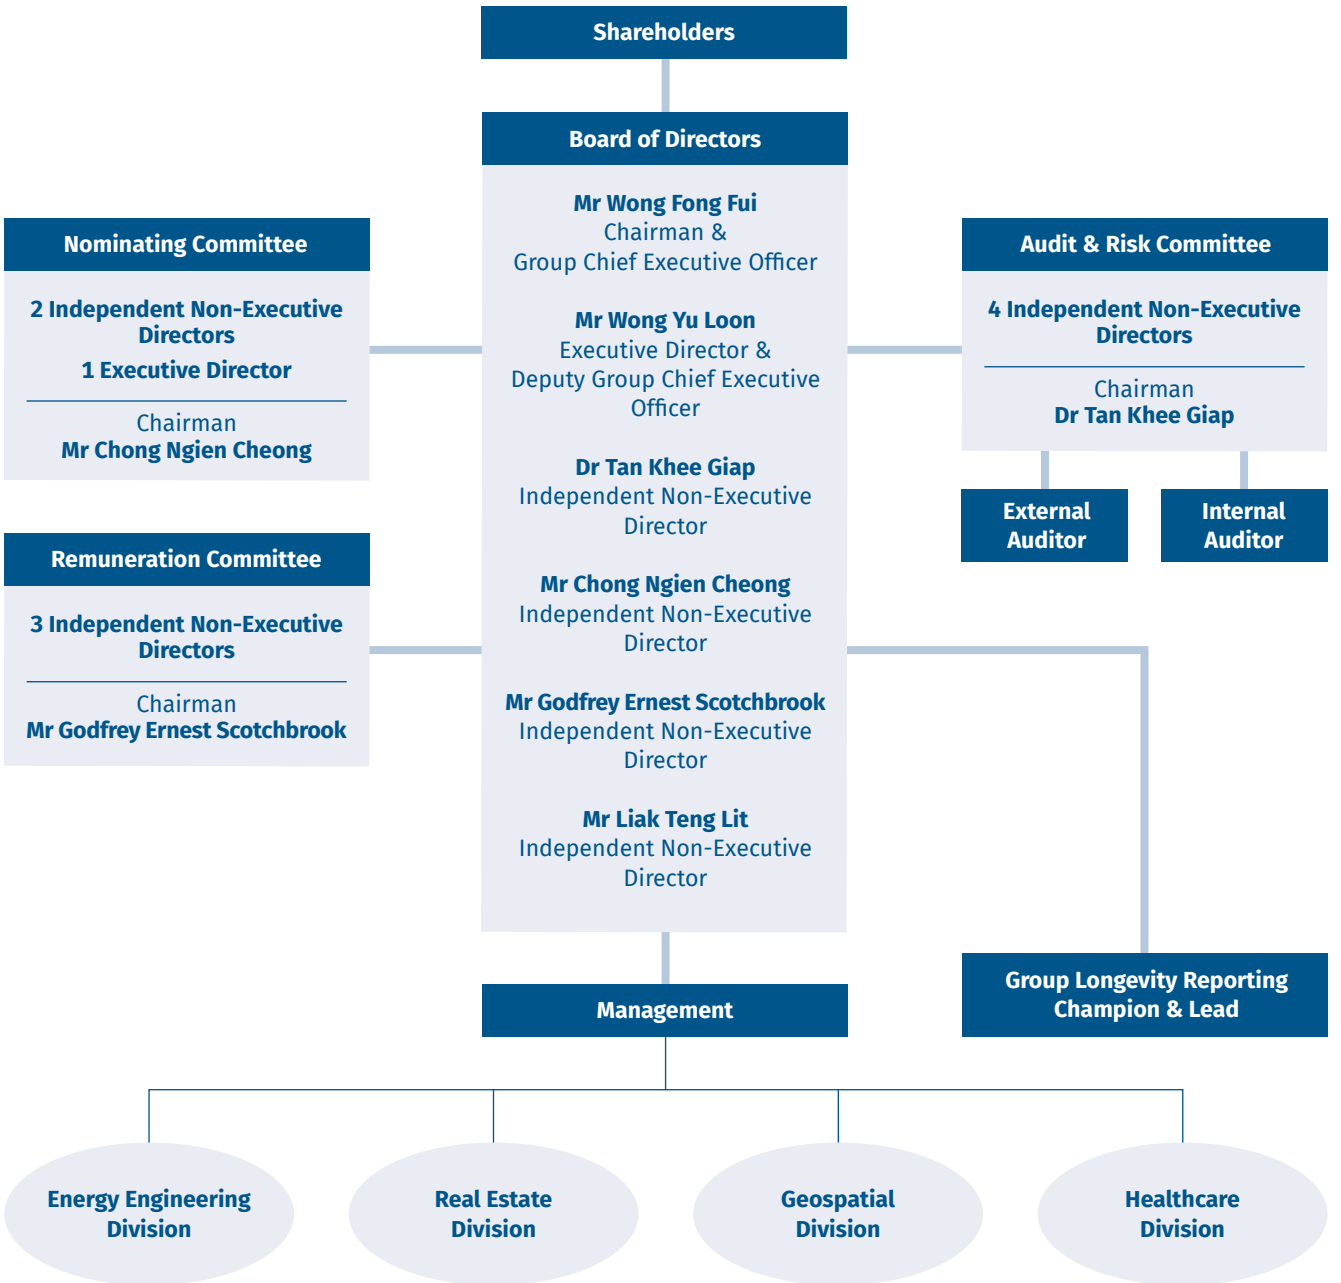 Shareholders
Board of Directors
Mr Wong Fong Fui
Chairman &
Group Chief Executive Officer
Mr Wong Yu Loon
Executive Director &
Deputy Group Chief Executive
Officer
Dr Tan Khee Giap
Independent Non-Executive
Director
Mr Chong Ngien Cheong
Independent Non-Executive
Director
Mr Godfrey Ernest Scotchbrook
Independent Non-Executive
Director
Mr Liak Teng Lit
Independent Non-Executive
Director
Nominating Committee
2 Independent Non-Executive
Directors
1 Executive Director
Chairman
Mr Chong Ngien Cheong
Remuneration Committee
3 Independent Non-Executive
Directors
Chairman
Mr Godfrey Ernest Scotchbrook
Audit & Risk Committee
4 Independent Non-Executive
Directors
Chairman
Dr Tan Khee Giap
External
Auditor
Internal
Auditor
Group Longevity Reporting
Champion & Lead
Management
Energy Engineering
Division
Real Estate
Division
Geospatial
Division
Healthcare
Division